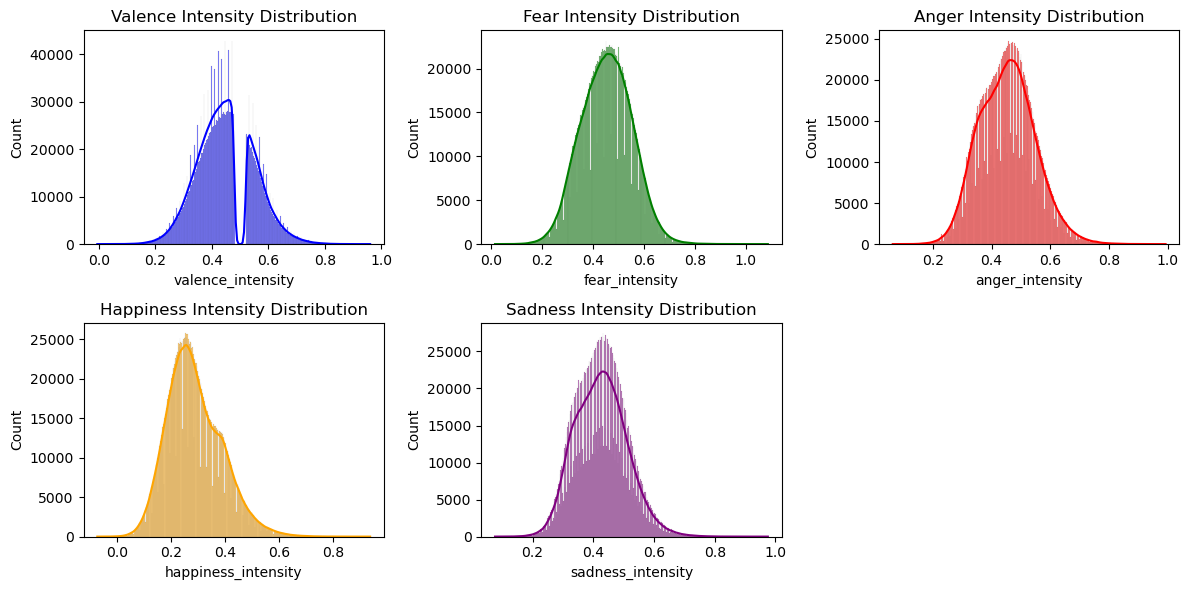 Valence Intensity Distribution
Count
40000
30000
20000
10000
0
0.0 0.2 0.4 0.6 0.8 1.0
valence_intensity
Fear Intensity Distribution
Count
20000
15000
10000
5000
0
0.0 0.2 0.4 0.6 0.8 1.0
fear_intensity
Anger Intensity Distribution
Count
25000
20000
15000
10000
5000
0
0.2 0.4 0.6 0.8 1.0
anger_intensity
Happiness Intensity Distribution
Count
25000
20000
15000
10000
5000
0
0.0 0.2 0.4 0.6 0.8
happiness_intensity
Sadness Intensity Distribution
Count
25000
20000
15000
10000
5000
0
0.2 0.4 0.6 0.8 1.0
sadness_intensity